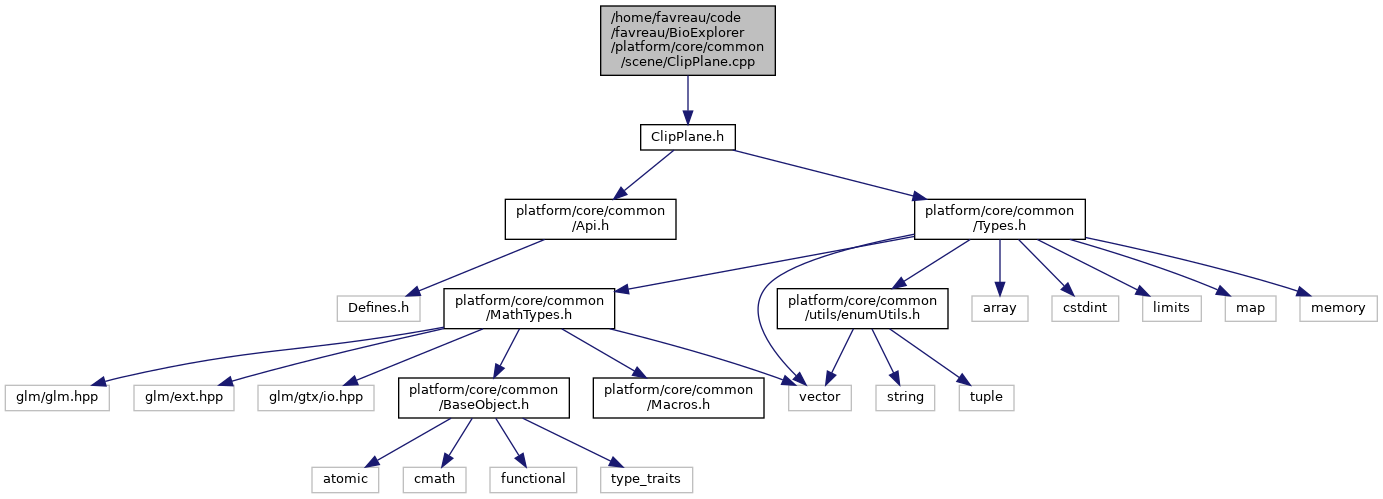 /home/favreau/code
/favreau/BioExplorer
/platform/core/common
/scene/ClipPlane.cpp
ClipPlane.h
platform/core/common
/Api.h
platform/core/common
/Types.h
Defines.h
platform/core/common
/MathTypes.h
platform/core/common
/utils/enumUtils.h
array
cstdint
limits
map
memory
glm/glm.hpp
glm/ext.hpp
glm/gtx/io.hpp
platform/core/common
/BaseObject.h
platform/core/common
/Macros.h
vector
string
tuple
atomic
cmath
functional
type_traits